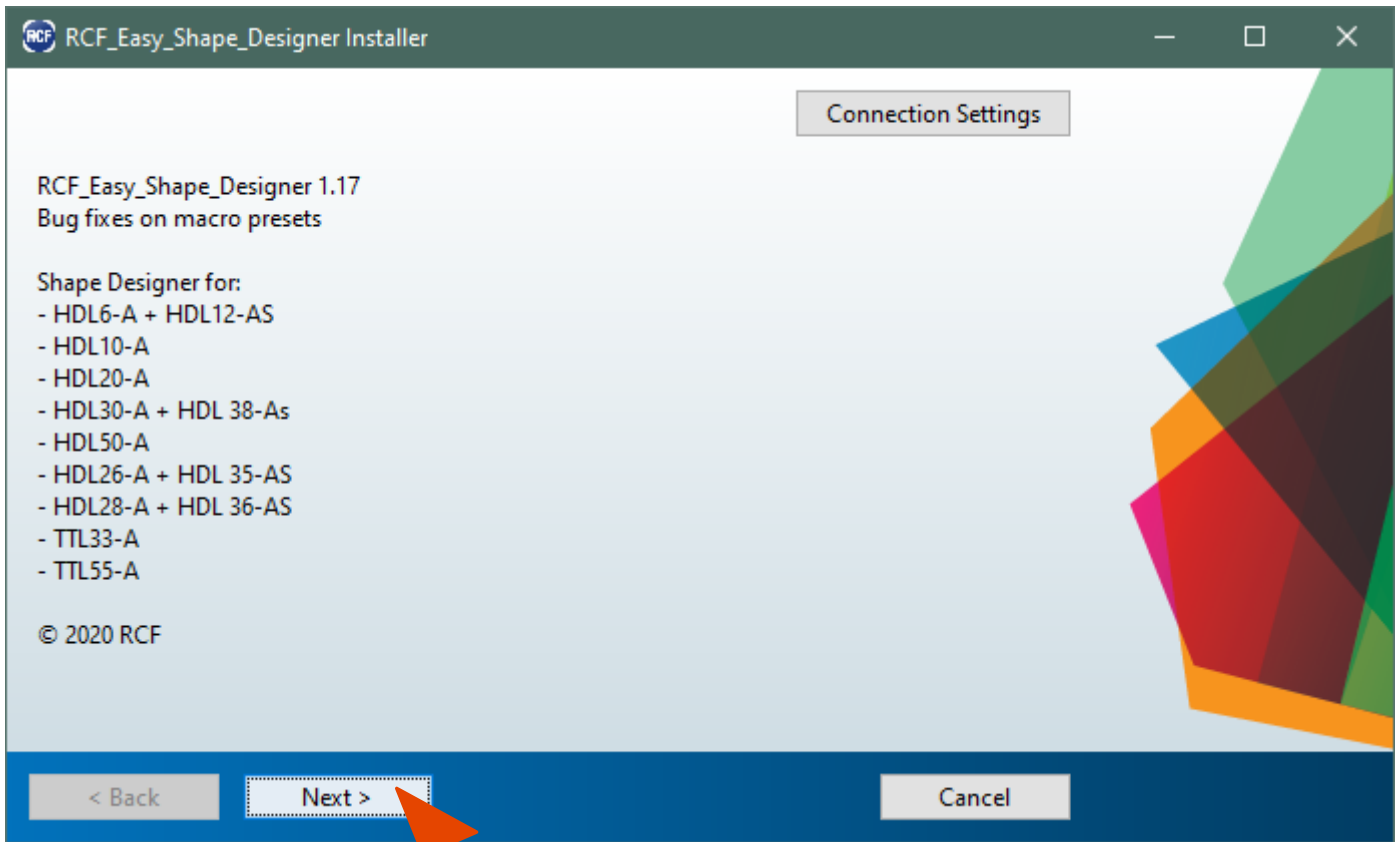 RCF RCF_Easy_Shape_Designer Installer
Connection Settings
RCF_Easy_Shape_Designer 1.17
Bug fixes on macro presets
Shape Designer for:
- HDL6-A + HDL12-AS
- HDL10-A
- HDL20-A
- HDL30-A + HDL 38-As
- HDL50-A
- HDL26-A + HDL 35-AS
- HDL28-A + HDL 36-AS
- TTL33-A
- TTL55-A
© 2020 RCF
< Back Next > Cancel